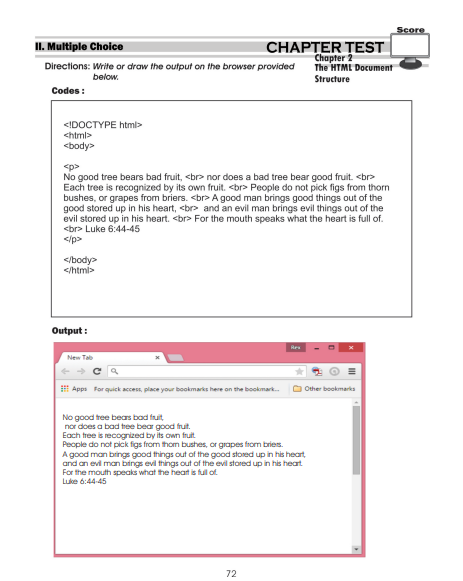 Score
II. Multiple Choice
CHAPTER TEST
Chapter 2
The HTML Document
Structure
Directions: Write or draw the output on the browser provided
below.
Codes :
<!DOCTYPE html>
<html>
<body>
<p>
No good tree bears bad fruit, <br> nor does a bad tree bear good fruit. <br>
Each tree is recognized by its own fruit. <br> People do not pick figs from thorn
bushes, or grapes from briers. <br> A good man brings good things out of the
good stored up in his heart, <br>  and an evil man brings evil things out of the
evil stored up in his heart. <br> For the mouth speaks what the heart is full of.
<br> Luke 6:44-45
</p>
</body>
</html>
Output :
New Tab
Apps For quick access, place your bookmarks here on the bookmark... Other bookmarks
No good tree bears bad fruit,
nor does a bad tree bear good fruit.
Each tree is recognized by its own fruit.
People do not pick figs from thorn bushes, or grapes from briers.
A good man brings good things out of the good stored up in his heart,
and an evil man brings evil things out of the evil stored up in his heart.
For the mouth speaks what the heart is full of.
Luke 6:44-45
72